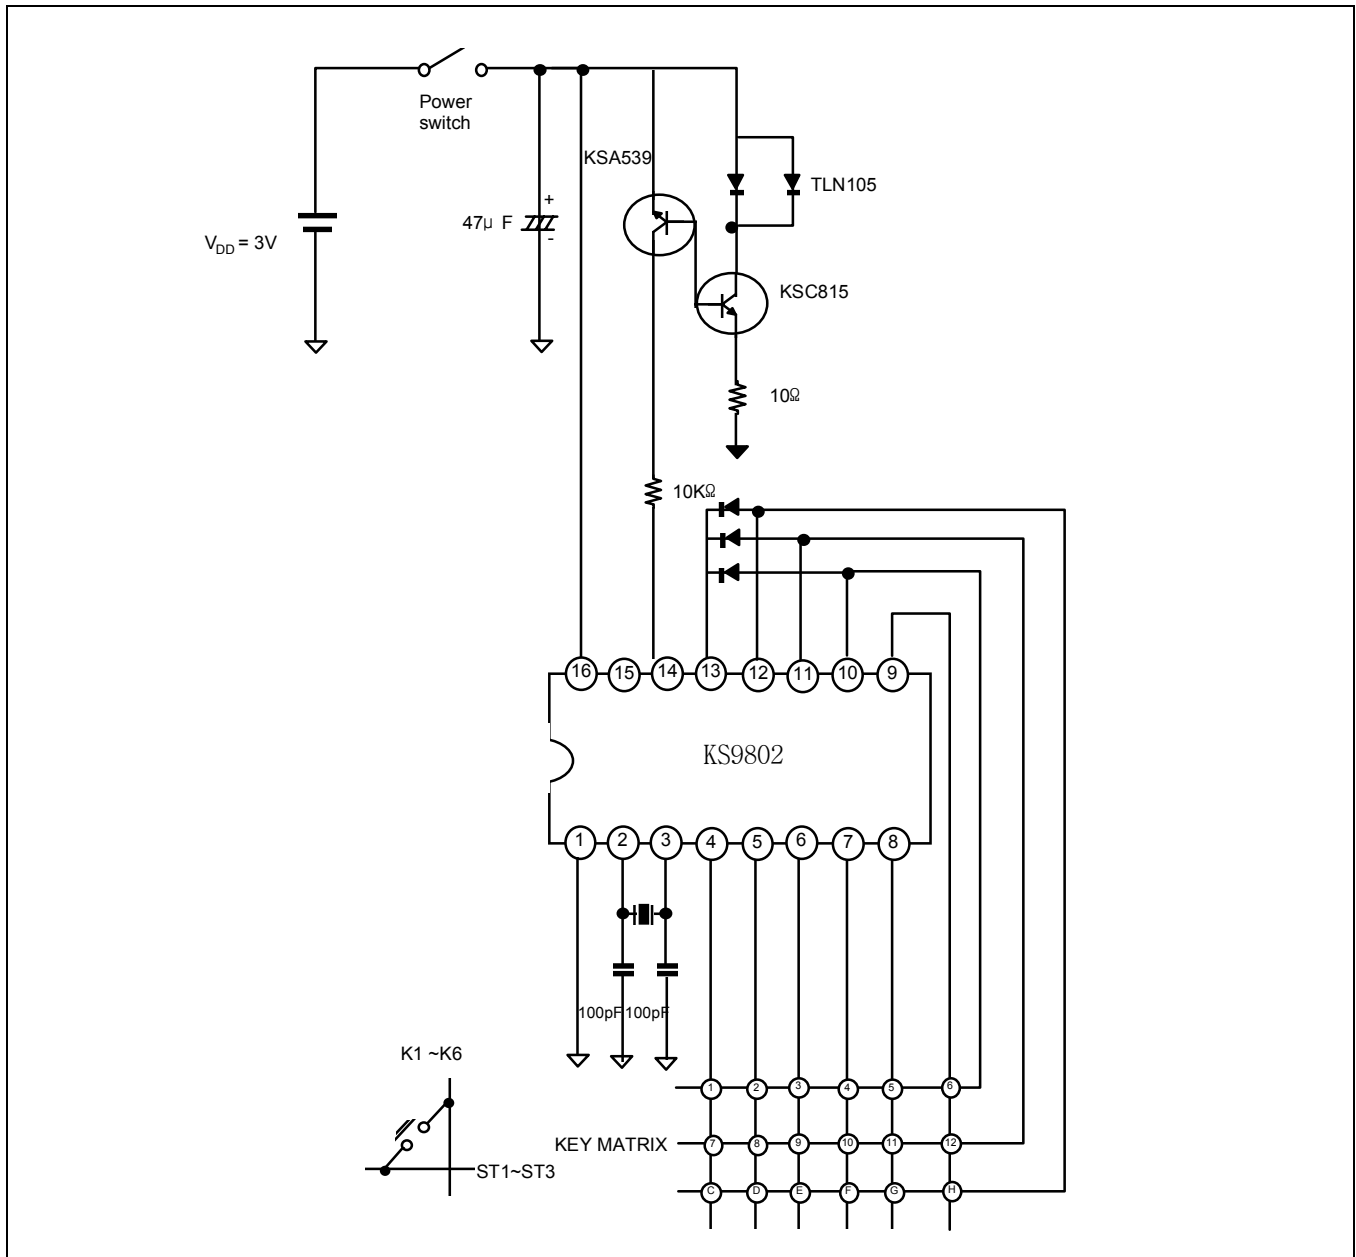 Power
switch
KSA539
TLN105
+
47μ F
-
V_DD = 3V
KSC815
10Ω
10KΩ
16 15 14 13 12 11 10 9
KS9802
1 2 3 4 5 6 7 8
100pF 100pF
K1 ~K6
1 2 3 4 5 6
KEY MATRIX 7 8 9 10 11 12
ST1~ST3
C D E F G H